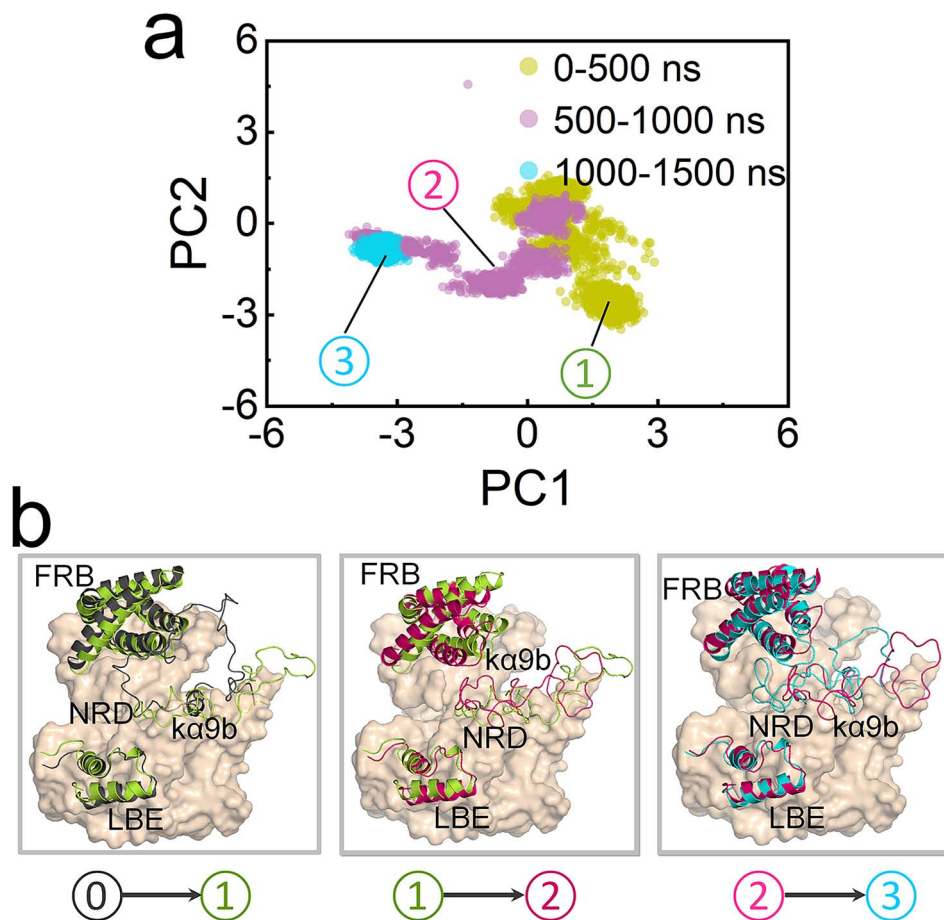 a
6
3
0
-3
-6
PC2
0-500 ns
500-1000 ns
1000-1500 ns
2
3
1
-6
-3
0
3
6
PC1
b
FRB
NRD
kα9b
LBE
FRB
kα9b
NRD
LBE
FRB
NRD kα9b
LBE
0 → 1
1 → 2
2 → 3